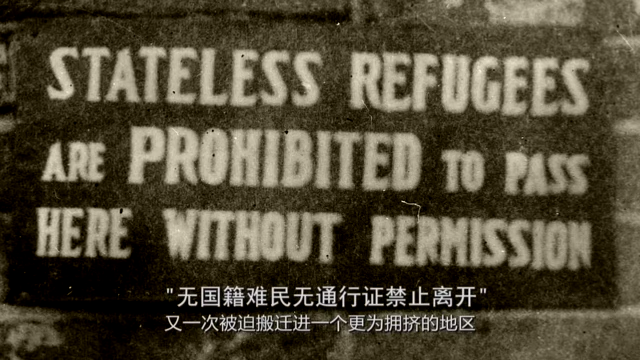 STATELESS REFUGEES
ARE PROHIBITED TO PASS
HERE WITHOUT PERMISSION
"无国籍难民无通行证禁止离开"
又一次被迫搬迁进一个更为拥挤的地区